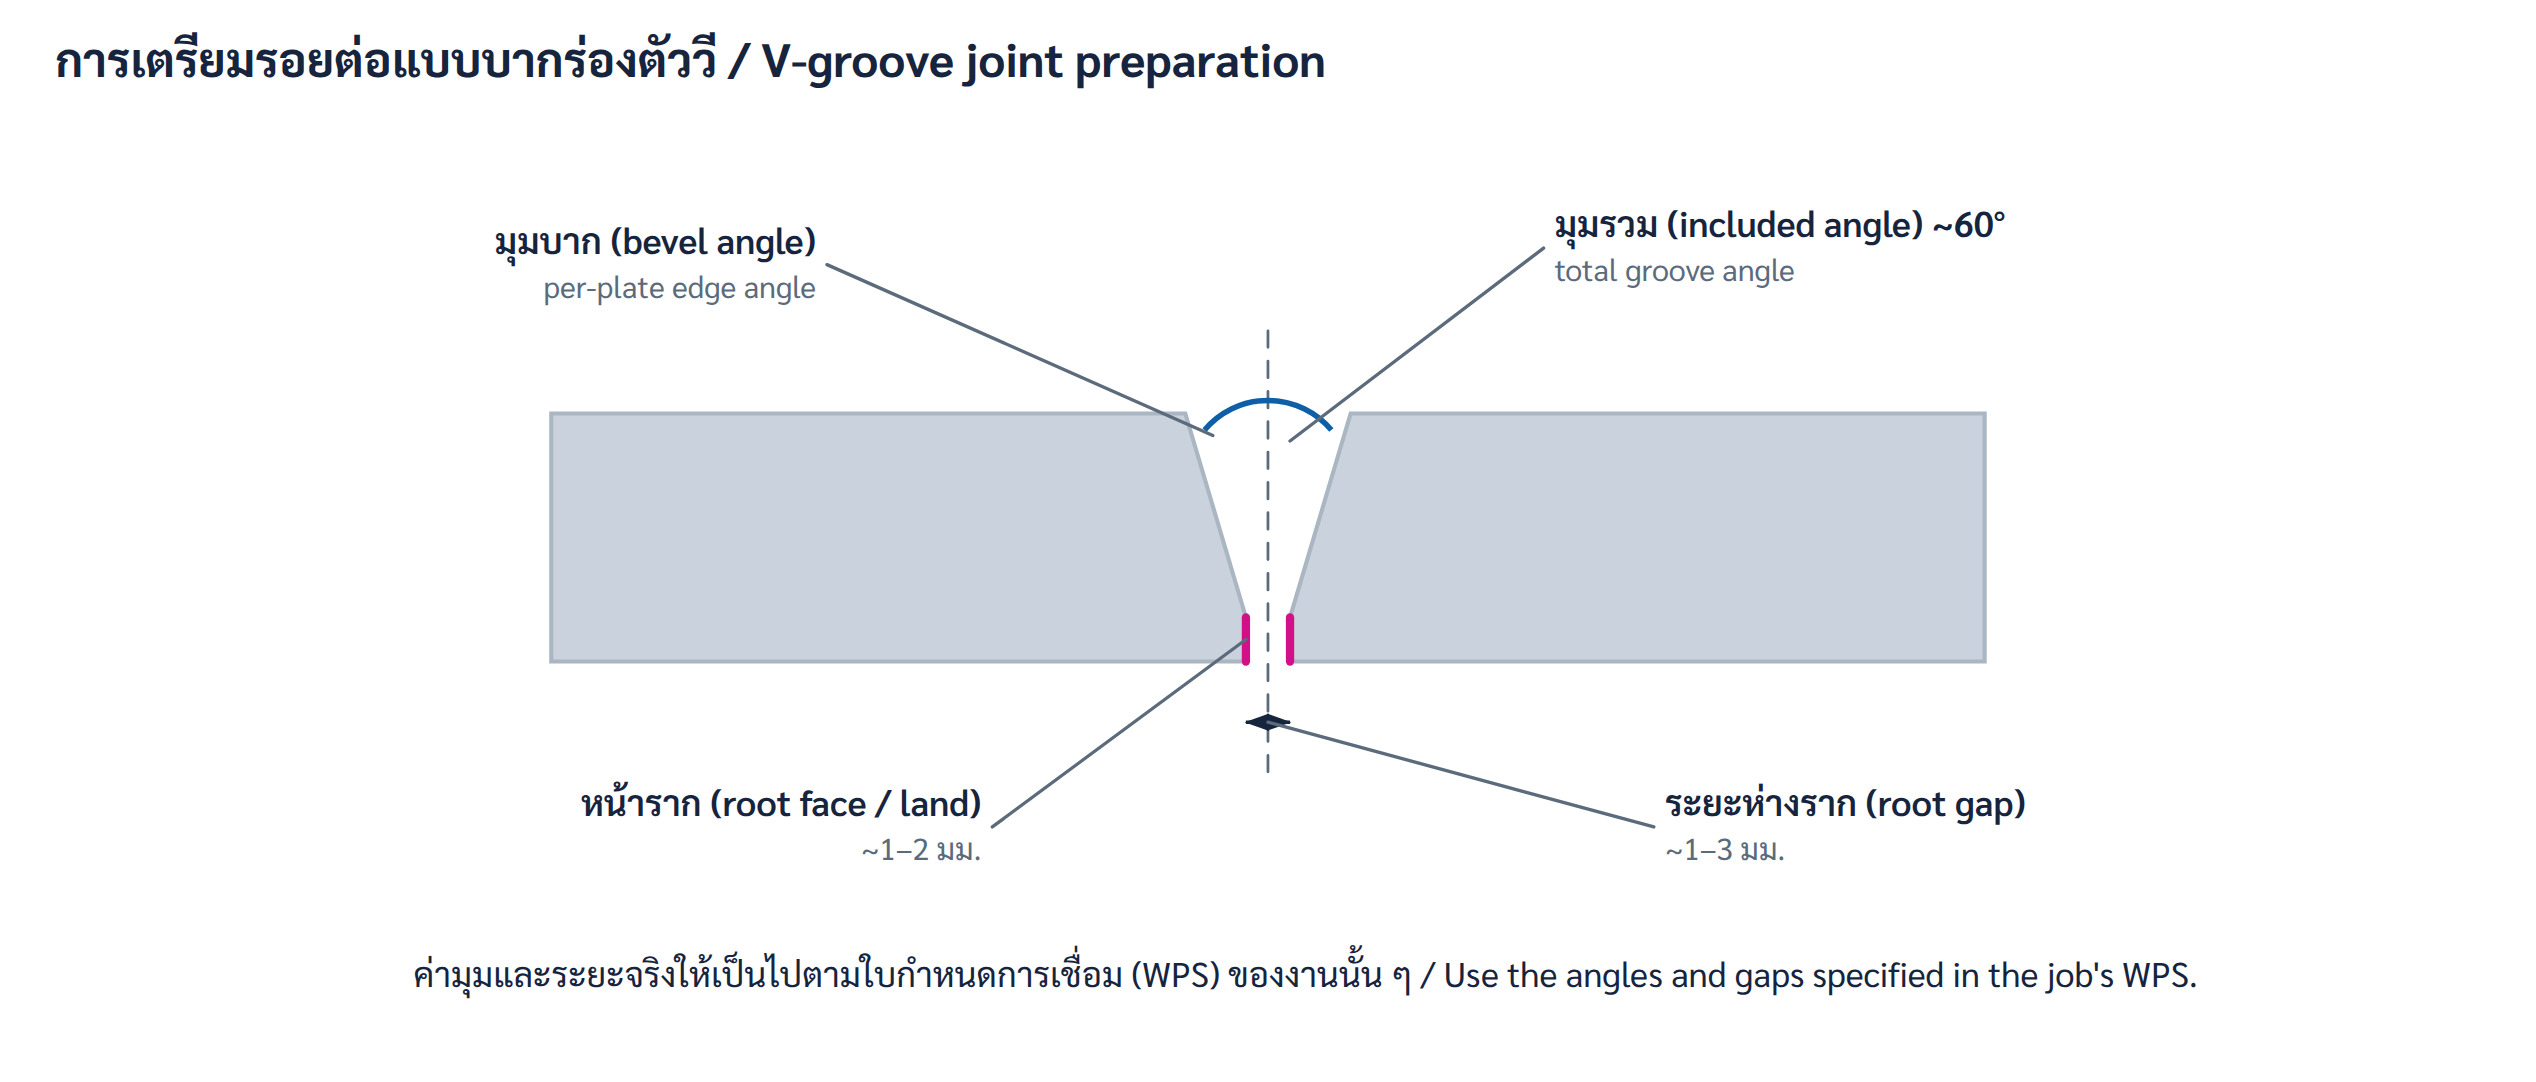 การเตรียมรอยต่อแบบบากร่องตัววี / V-groove joint preparation
มุมบาก (bevel angle)
per-plate edge angle
มุมรวม (included angle) ~60°
total groove angle
หน้าราก (root face / land)
~1–2 มม.
ระยะห่างราก (root gap)
~1–3 มม.
ค่ามุมและระยะจริงให้เป็นไปตามใบกำหนดการเชื่อม (WPS) ของงานนั้น ๆ / Use the angles and gaps specified in the job's WPS.